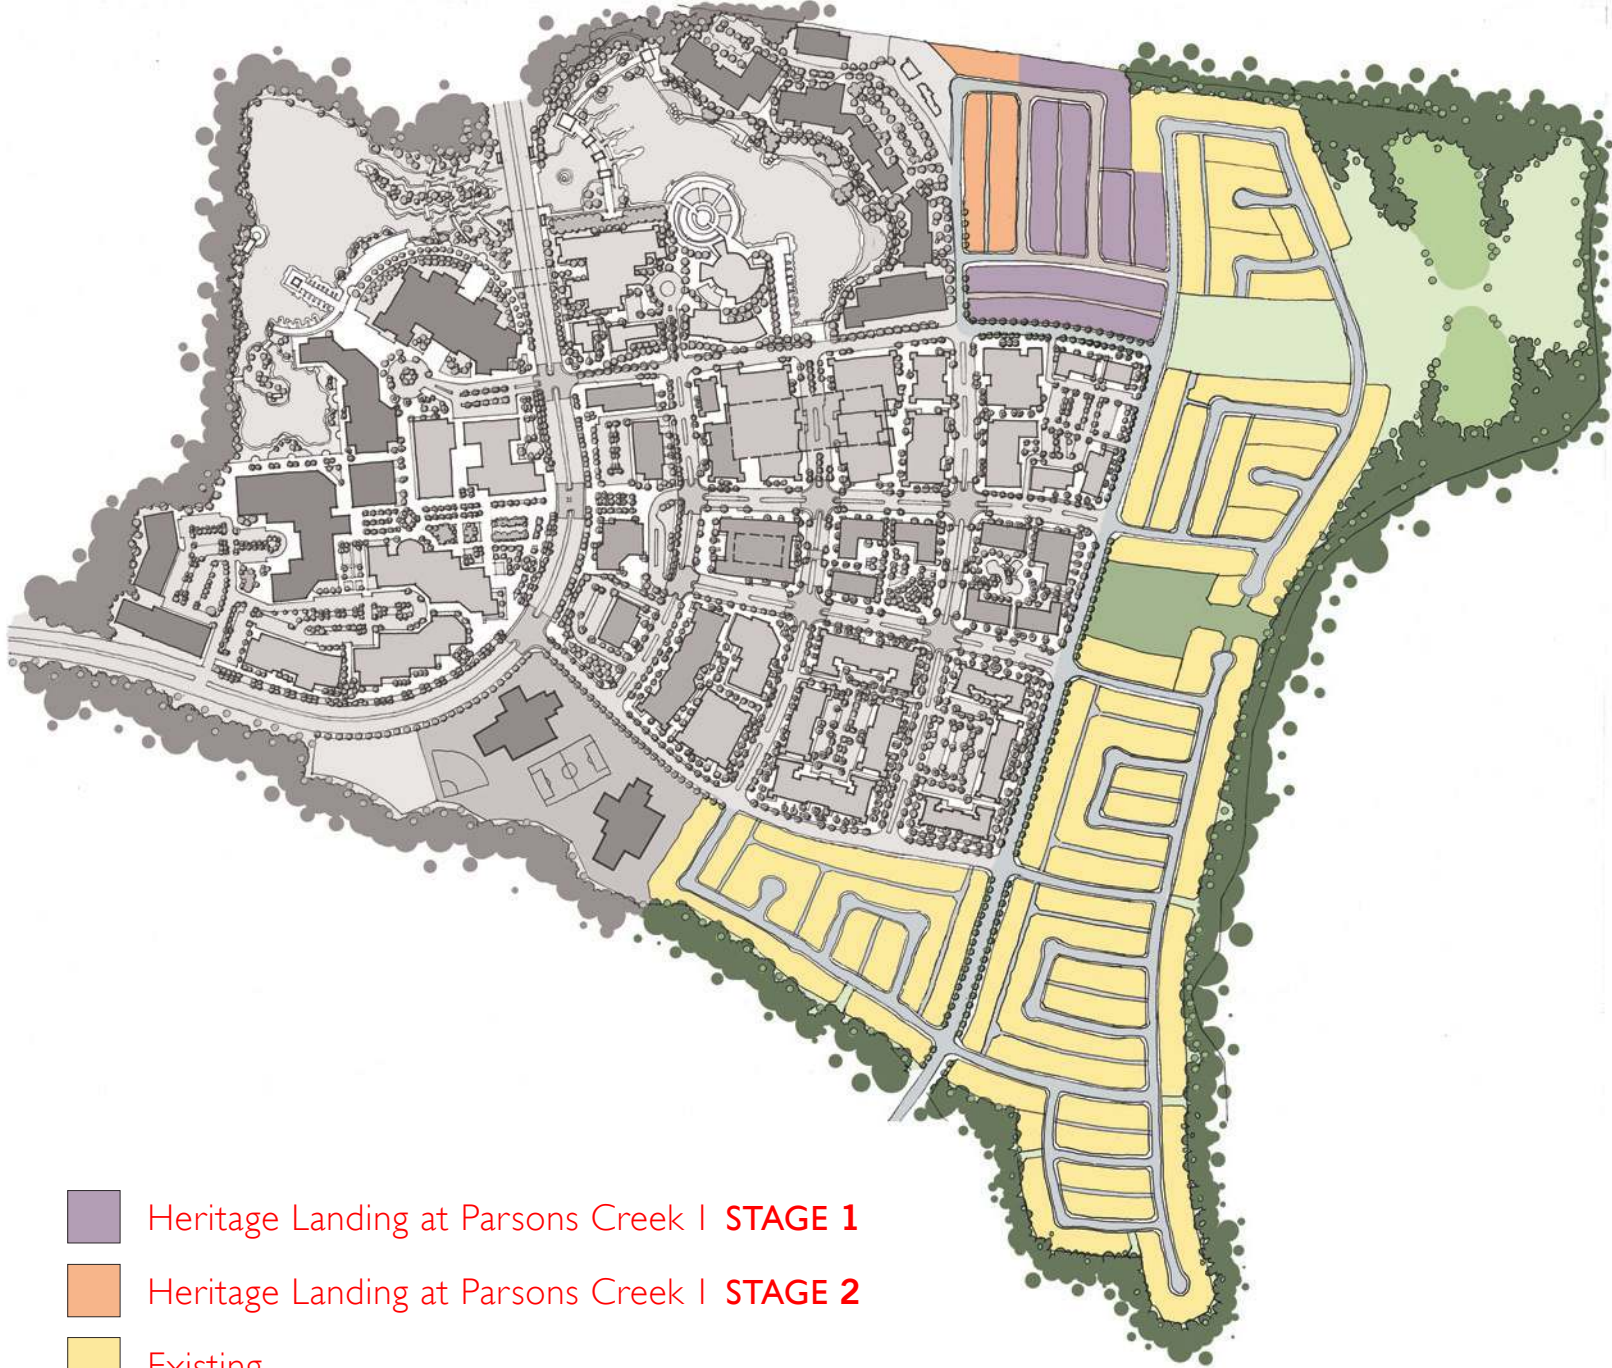 Heritage Landing at Parsons Creek | STAGE 1
Heritage Landing at Parsons Creek | STAGE 2
Existing